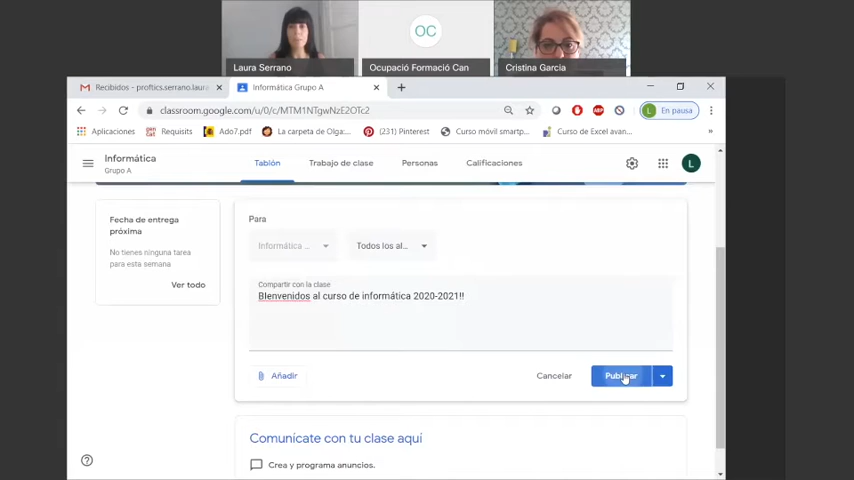 OC
Laura Serrano
Ocupació Formació Can
Cristina Garcia
Recibidos - proftics.serrano.laura
Informática Grupo A
classroom.google.com/u/0/c/MTM1NTgwNzE2OTc2
En pausa
Aplicaciones
Requisits
Ado7.pdf
La carpeta de Olga:...
(231) Pinterest
Curso móvil smartp...
Curso de Excel avan...
Informática
Grupo A
Tablón
Trabajo de clase
Personas
Calificaciones
L
Fecha de entrega
próxima
No tienes ninguna tarea
para esta semana
Ver todo
Para
Informática ...
Todos los al...
Compartir con la clase
BIenvenidos al curso de informática 2020-2021!!
Añadir
Cancelar
Publicar
Comunícate con tu clase aquí
Crea y programa anuncios.